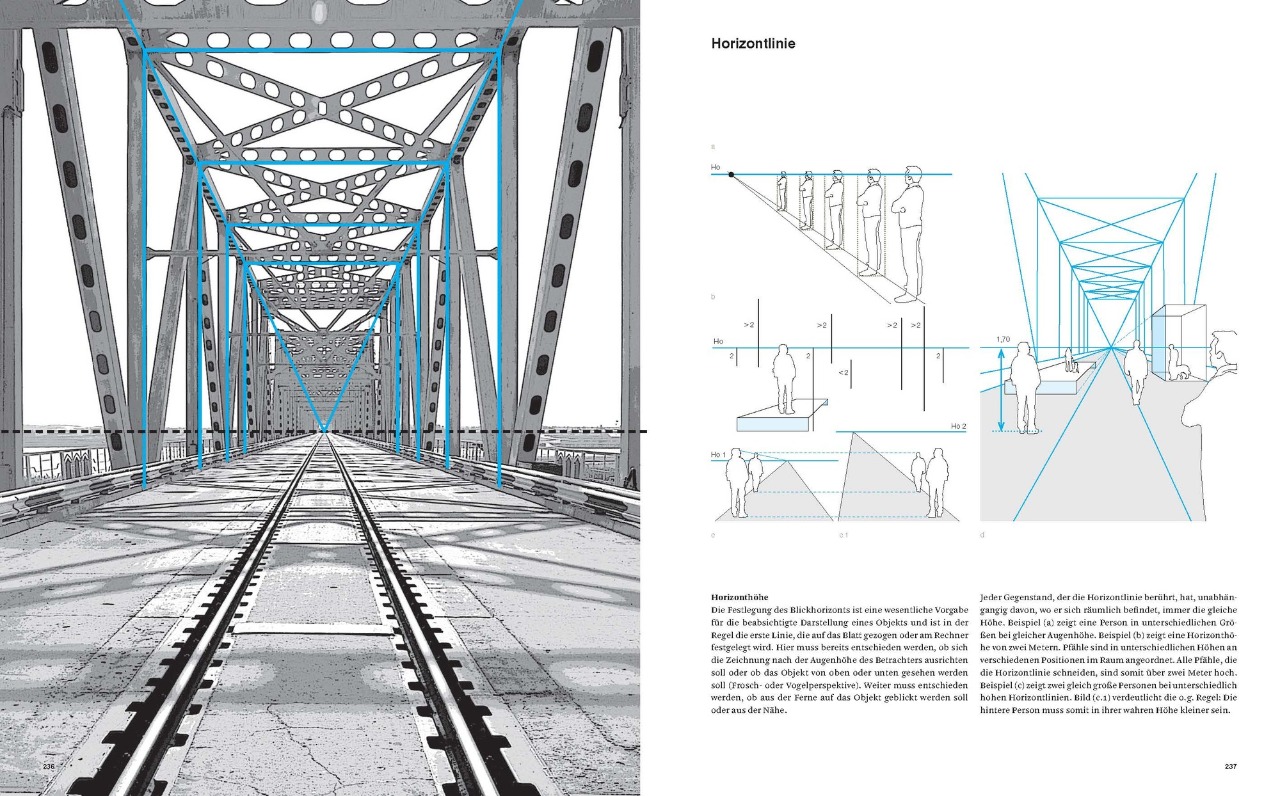 236
Horizontlinie
a
Ho
b
>2
>2
>2
>2
Ho
2
2
<2
2
1,70
Ho 2
Ho 1
c
c 1
d
Horizonthöhe
Die Festlegung des Blickhorizonts ist eine wesentliche Vorgabe
für die beabsichtigte Darstellung eines Objekts und ist in der
Regel die erste Linie, die auf das Blatt gezogen oder am Rechner
festgelegt wird. Hier muss bereits entschieden werden, ob sich
die Zeichnung nach der Augenhöhe des Betrachters ausrichten
soll oder ob das Objekt von oben oder unten gesehen werden
soll (Frosch- oder Vogelperspektive). Weiter muss entschieden
werden, ob aus der Ferne auf das Objekt geblickt werden soll
oder aus der Nähe.
Jeder Gegenstand, der die Horizontlinie berührt, hat, unabhän-
gangig davon, wo er sich räumlich befindet, immer die gleiche
Höhe. Beispiel (a) zeigt eine Person in unterschiedlichen Grö-
ßen bei gleicher Augenhöhe. Beispiel (b) zeigt eine Horizonthö-
he von zwei Metern. Pfähle sind in unterschiedlichen Höhen an
verschiedenen Positionen im Raum angeordnet. Alle Pfähle, die
die Horizontlinie schneiden, sind somit über zwei Meter hoch.
Beispiel (c) zeigt zwei gleich große Personen bei unterschiedlich
hohen Horizontlinien. Bild (c.1) verdeutlicht die o.g. Regel: Die
hintere Person muss somit in ihrer wahren Höhe kleiner sein.
237